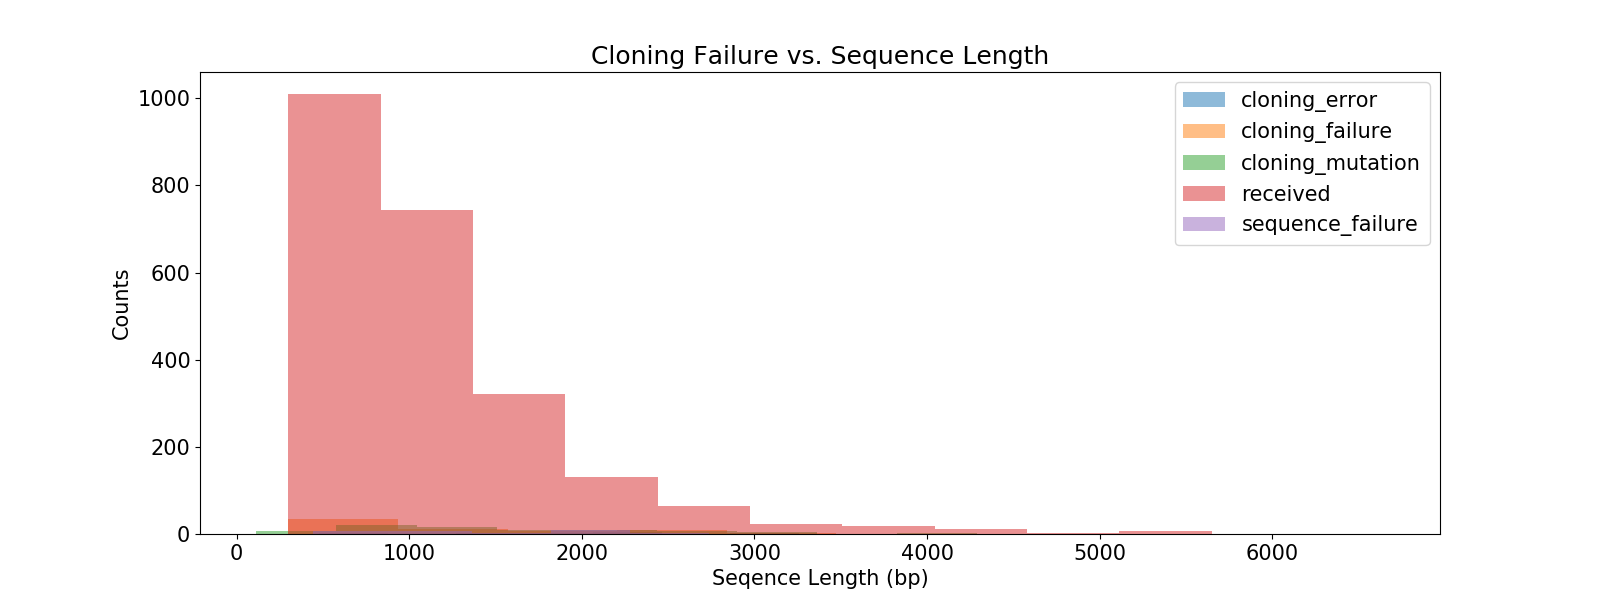 Cloning Failure vs. Sequence Length
1000
800
600
400
200
0
Counts
cloning_error
cloning_failure
cloning_mutation
received
sequence_failure
0 1000 2000 3000 4000 5000 6000
Seqence Length (bp)